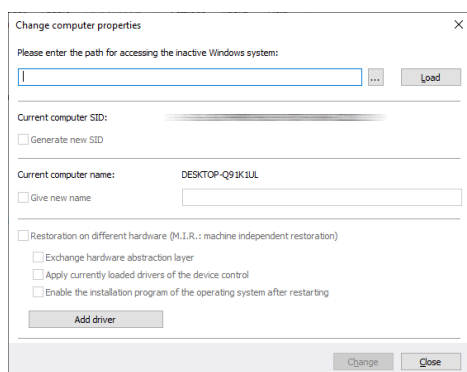 Change computer properties
Please enter the path for accessing the inactive Windows system:
... Load
Current computer SID:
Generate new SID
Current computer name: DESKTOP-Q91K1UL
Give new name
Restoration on different hardware (M.I.R.: machine independent restoration)
Exchange hardware abstraction layer
Apply currently loaded drivers of the device control
Enable the installation program of the operating system after restarting
Add driver
Change Close